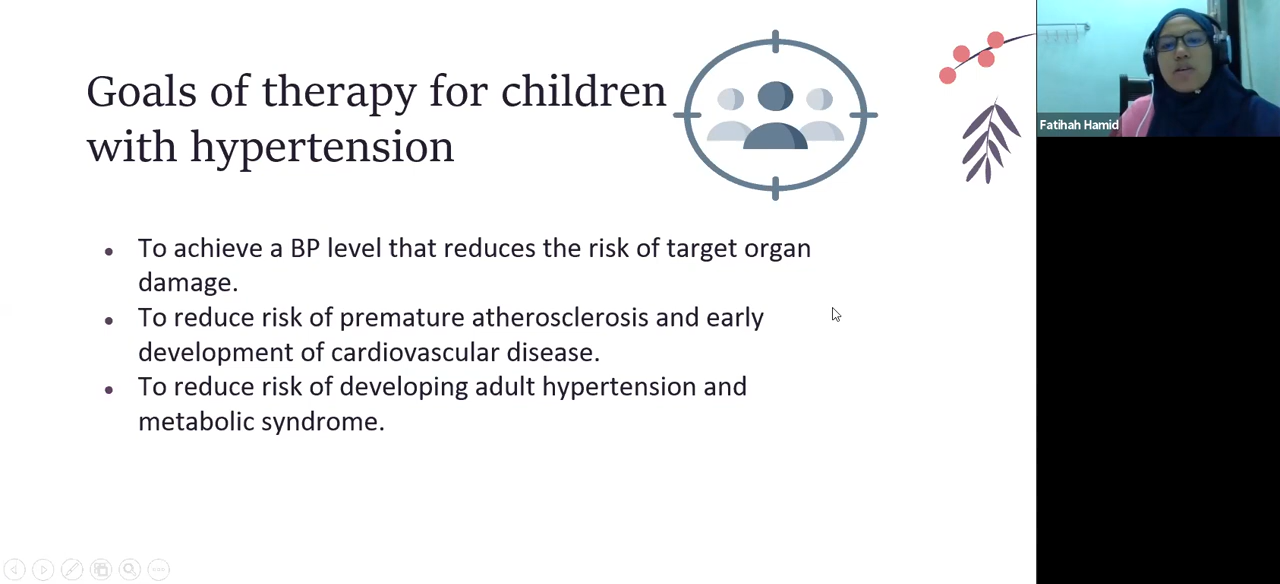 Goals of therapy for children
with hypertension
To achieve a BP level that reduces the risk of target organ
damage.
To reduce risk of premature atherosclerosis and early
development of cardiovascular disease.
To reduce risk of developing adult hypertension and
metabolic syndrome.
Fatihah Hamid